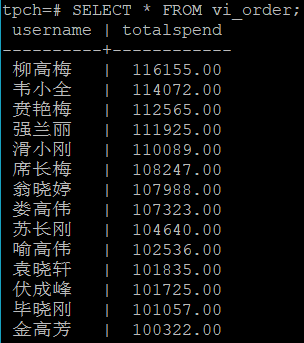 tpch=# SELECT * FROM vi_order;
 username | totalspend
----------+------------
 柳高梅   |  116155.00
 韦小全   |  114072.00
 贲艳梅   |  112565.00
 强兰丽   |  111925.00
 滑小刚   |  110089.00
 席长梅   |  108247.00
 翁晓婷   |  107988.00
 娄高伟   |  107323.00
 苏长刚   |  104640.00
 喻高伟   |  102536.00
 袁晓轩   |  101835.00
 伏成峰   |  101725.00
 毕晓刚   |  101057.00
 金高芳   |  100322.00